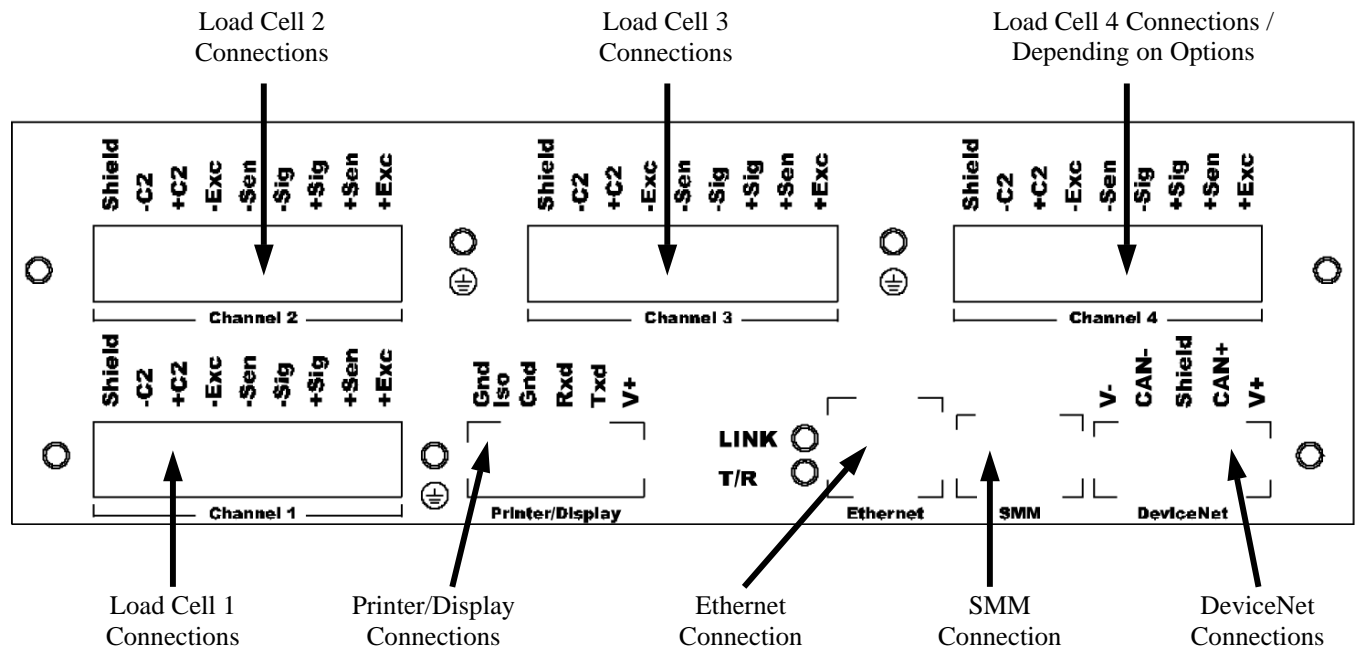 Load Cell 2
Connections
Load Cell 3
Connections
Load Cell 4 Connections /
Depending on Options
Shield
-C2
+C2
-Exc
-Sen
-Sig
+Sig
+Sen
+Exc
Channel 2
Shield
-C2
+C2
-Exc
-Sen
-Sig
+Sig
+Sen
+Exc
Channel 3
Shield
-C2
+C2
-Exc
-Sen
-Sig
+Sig
+Sen
+Exc
Channel 4
Shield
-C2
+C2
-Exc
-Sen
-Sig
+Sig
+Sen
+Exc
Channel 1
Gnd
Iso
Gnd
Rxd
Txd
V+
Printer/Display
LINK
T/R
Ethernet
SMM
V-
CAN-
Shield
CAN+
V+
DeviceNet
Load Cell 1
Connections
Printer/Display
Connections
Ethernet
Connection
SMM
Connection
DeviceNet
Connections